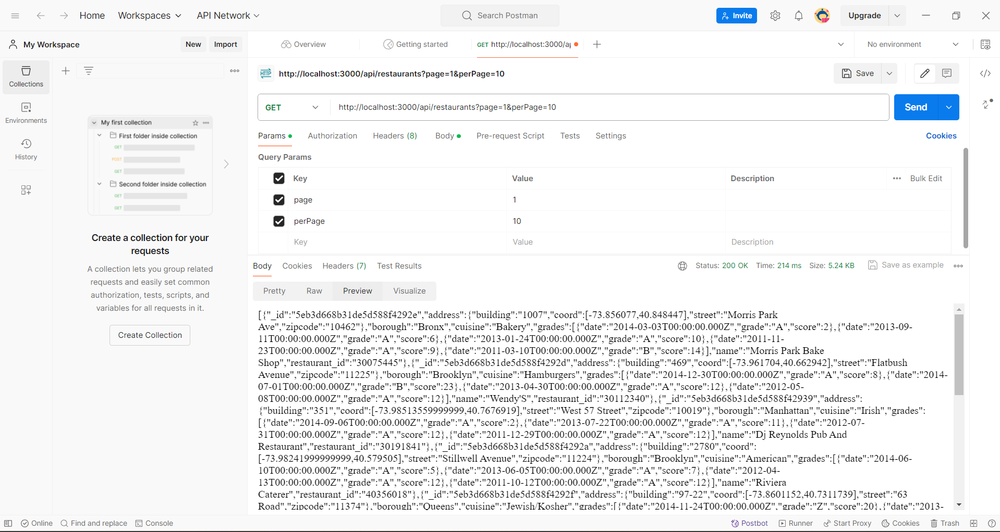 Home
Workspaces
API Network
Search Postman
Invite
Upgrade
My Workspace
New
Import
Overview
Getting started
GET http://localhost:3000/ap
No environment
Collections
Environments
History
My first collection
First folder inside collection
GET
POST
GET
Second folder inside collection
GET
GET
Create a collection for your
requests
A collection lets you group related
requests and easily set common
authorization, tests, scripts, and
variables for all requests in it.
Create Collection
HTTP http://localhost:3000/api/restaurants?page=1&perPage=10
Save
GET
http://localhost:3000/api/restaurants?page=1&perPage=10
Send
Params
Authorization
Headers (8)
Body
Pre-request Script
Tests
Settings
Cookies
Query Params
Key Value Description ••• Bulk Edit
page 1
perPage 10
Key Value Description
Body Cookies Headers (7) Test Results
Status: 200 OK Time: 214 ms Size: 5.24 KB Save as example
Pretty Raw Preview Visualize
[{"_id":"5eb3d668b31de5d588f4292e","address":{"building":"1007","coord":[-73.856077,40.848447],"street":"Morris Park
Ave","zipcode":"10462"},"borough":"Bronx","cuisine":"Bakery","grades":[{"date":"2014-03-03T00:00:00.000Z","grade":"A","score":2},{"date":"2013-09-
11T00:00:00.000Z","grade":"A","score":6},{"date":"2013-01-24T00:00:00.000Z","grade":"A","score":10},{"date":"2011-11-
23T00:00:00.000Z","grade":"A","score":9},{"date":"2011-03-10T00:00:00.000Z","grade":"B","score":14}],"name":"Morris Park Bake
Shop","restaurant_id":"30075445"},{"_id":"5eb3d668b31de5d588f4292d","address":{"building":"469","coord":[-73.961704,40.662942],"street":"Flatbush
Avenue","zipcode":"11225"},"borough":"Brooklyn","cuisine":"Hamburgers","grades":[{"date":"2014-12-30T00:00:00.000Z","grade":"A","score":8},{"date":"2014-
07-01T00:00:00.000Z","grade":"B","score":23},{"date":"2013-04-30T00:00:00.000Z","grade":"A","score":12},{"date":"2012-05-
08T00:00:00.000Z","grade":"A","score":12}],"name":"Wendy'S","restaurant_id":"30112340"},{"_id":"5eb3d668b31de5d588f42939","address":
{"building":"351","coord":[-73.98513559999999,40.7676919],"street":"West 57 Street","zipcode":"10019"},"borough":"Manhattan","cuisine":"Irish","grades":
[{"date":"2014-09-06T00:00:00.000Z","grade":"A","score":2},{"date":"2013-07-22T00:00:00.000Z","grade":"A","score":11},{"date":"2012-07-
31T00:00:00.000Z","grade":"A","score":12},{"date":"2011-12-29T00:00:00.000Z","grade":"A","score":12}],"name":"Dj Reynolds Pub And
Restaurant","restaurant_id":"30191841"},{"_id":"5eb3d668b31de5d588f4292a","address":{"building":"2780","coord":
[-73.98241999999999,40.579505],"street":"Stillwell Avenue","zipcode":"11224"},"borough":"Brooklyn","cuisine":"American","grades":[{"date":"2014-06-
10T00:00:00.000Z","grade":"A","score":5},{"date":"2013-06-05T00:00:00.000Z","grade":"A","score":7},{"date":"2012-04-
13T00:00:00.000Z","grade":"A","score":12},{"date":"2011-10-12T00:00:00.000Z","grade":"A","score":12}],"name":"Riviera
Caterer","restaurant_id":"40356018"},{"_id":"5eb3d668b31de5d588f4292f","address":{"building":"97-22","coord":[-73.8601152,40.7311739],"street":"63
Road","zipcode":"11374"},"borough":"Queens","cuisine":"Jewish/Kosher","grades":[{"date":"2014-11-24T00:00:00.000Z","grade":"Z","score":20},{"date":"2013-
Online Find and replace Console
Postbot Runner Start Proxy Cookies Trash